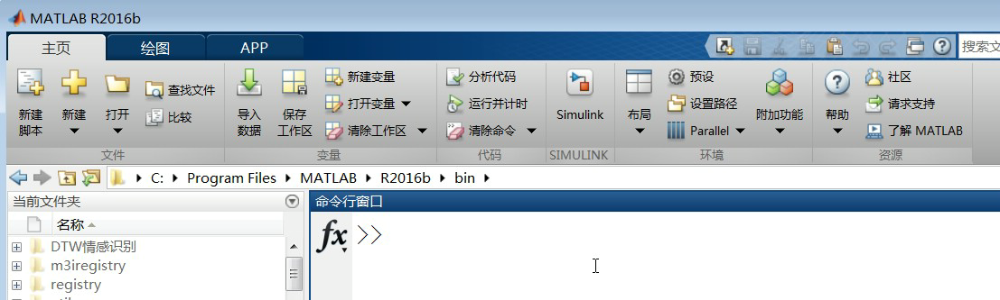 MATLAB R2016b
主页 绘图 APP
搜索文
新建脚本 新建 打开 查找文件 比较 导入数据 保存工作区 新建变量 打开变量 清除工作区 分析代码 运行并计时 清除命令 Simulink 布局 预设 设置路径 Parallel 附加功能 帮助 社区 请求支持 了解 MATLAB
文件 变量 代码 SIMULINK 环境 资源
C: Program Files MATLAB R2016b bin
当前文件夹 命令行窗口
名称
fx >>
DTW情感识别
m3iregistry
registry